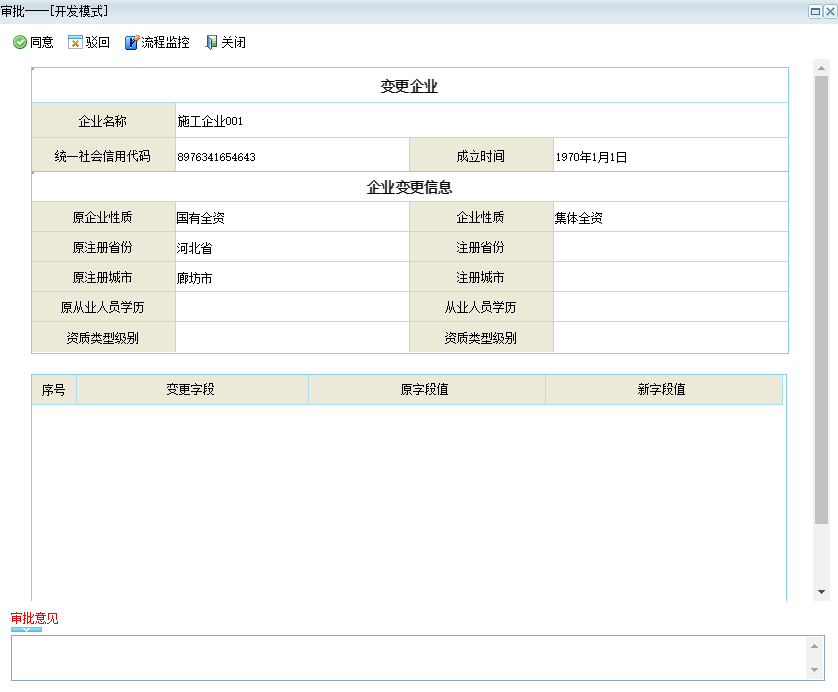 审批——[开发模式]
同意 驳回 流程监控 关闭
变更企业
企业名称 施工企业001
统一社会信用代码 8976341654643 成立时间 1970年1月1日
企业变更信息
原企业性质 国有全资 企业性质 集体全资
原注册省份 河北省 注册省份
原注册城市 廊坊市 注册城市
原从业人员学历 从业人员学历
资质类型级别 资质类型级别
序号 变更字段 原字段值 新字段值
审批意见